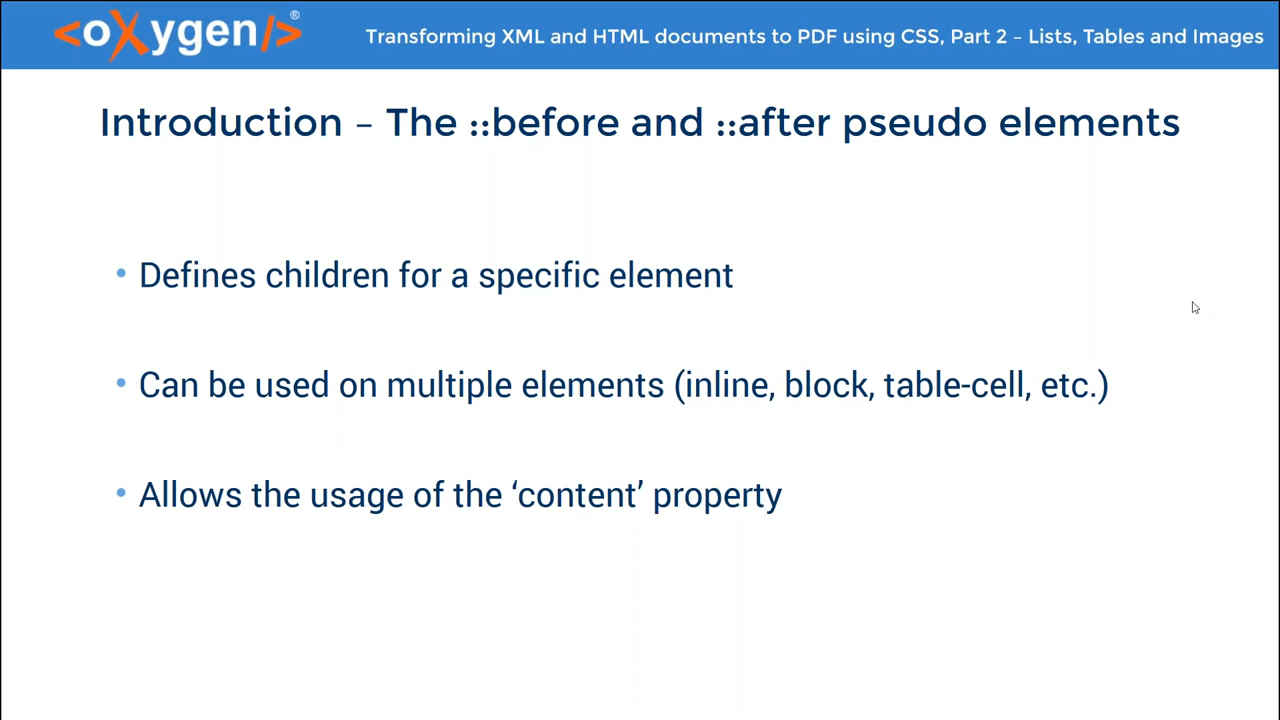 <oXygen/>®
Transforming XML and HTML documents to PDF using CSS, Part 2 – Lists, Tables and Images
Introduction – The ::before and ::after pseudo elements
• Defines children for a specific element
• Can be used on multiple elements (inline, block, table-cell, etc.)
• Allows the usage of the ‘content’ property